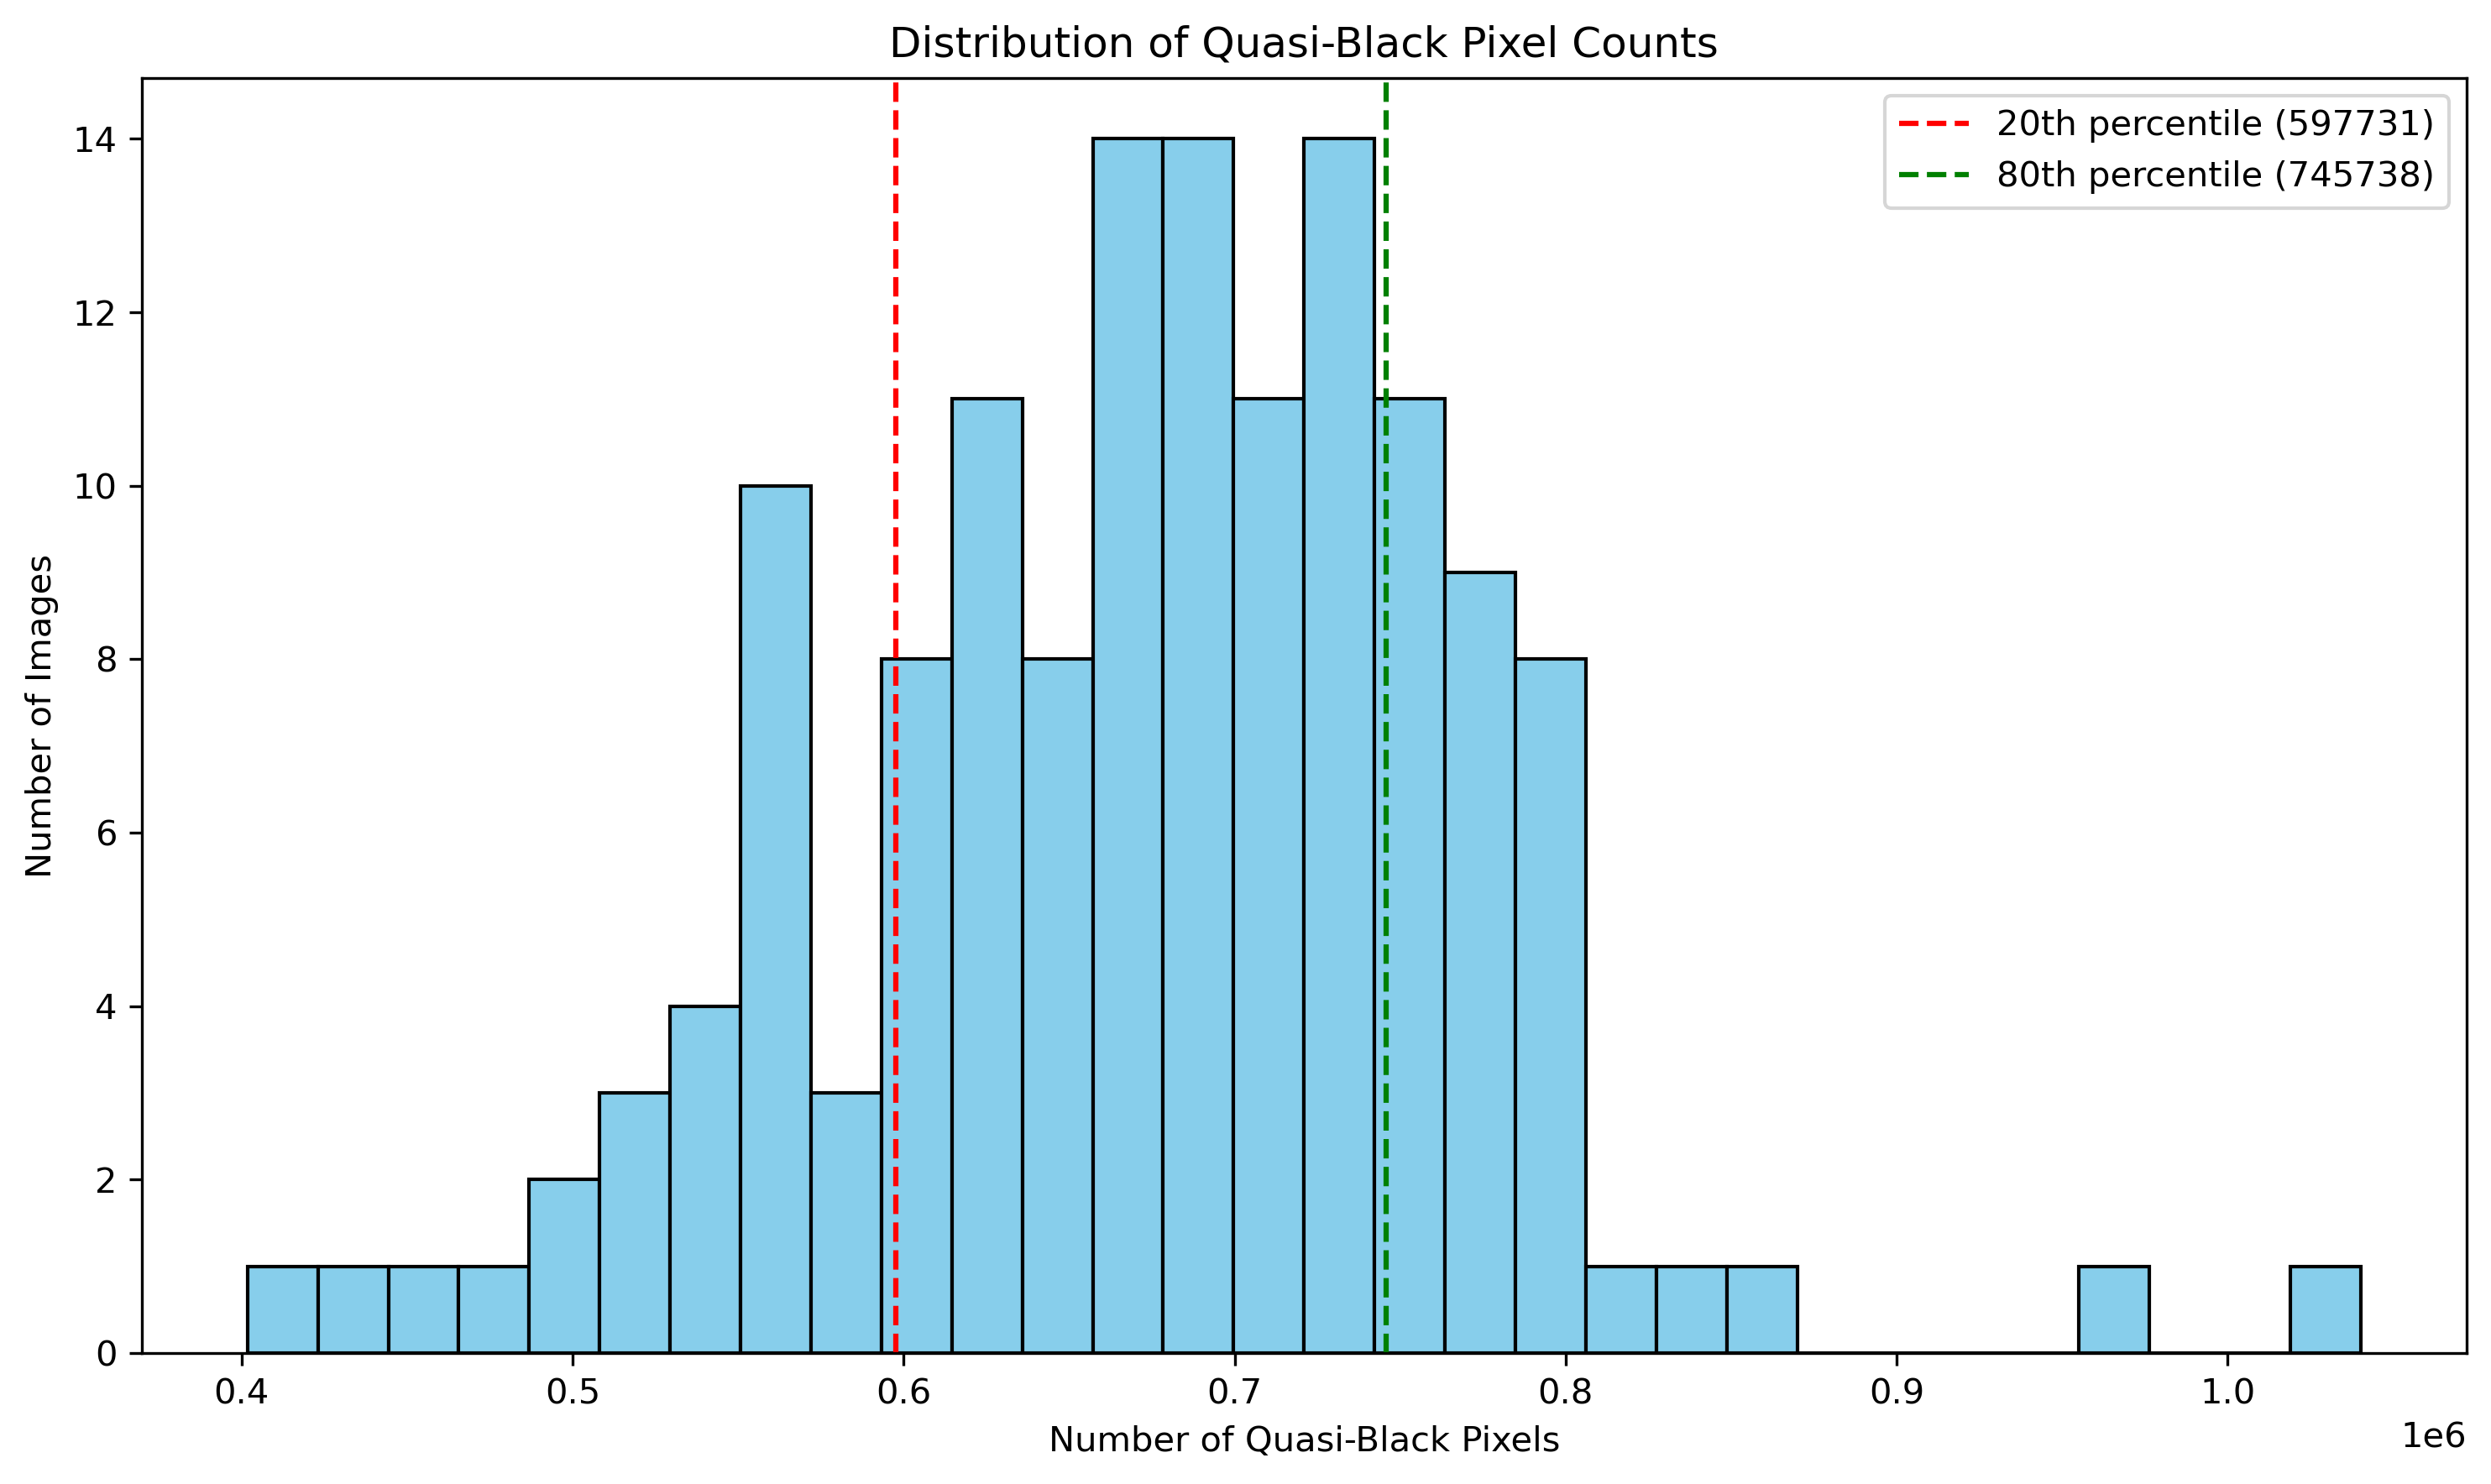 Distribution of Quasi-Black Pixel Counts
20th percentile (597731)
80th percentile (745738)
14
12
10
8
6
4
2
0
Number of Images
0.4 0.5 0.6 0.7 0.8 0.9 1.0
1e6
Number of Quasi-Black Pixels